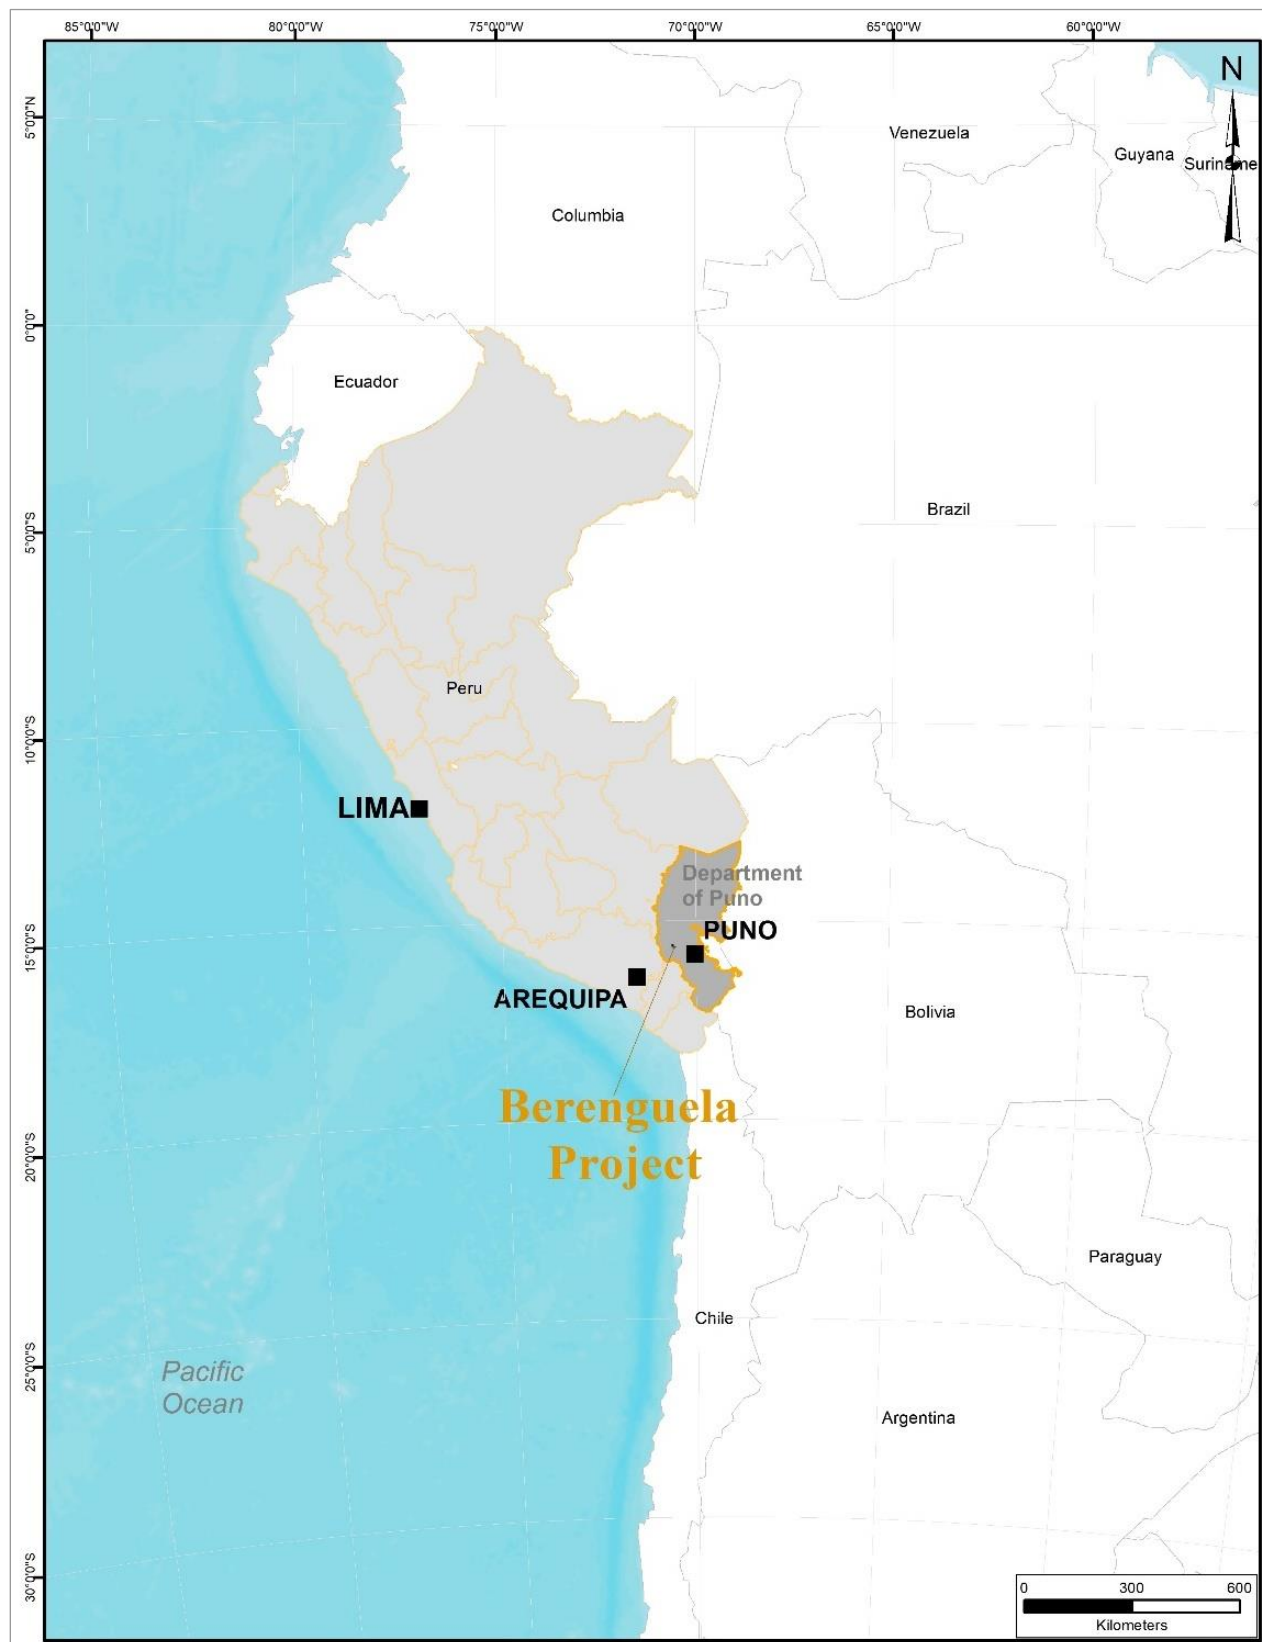 85°0'0"W 80°0'0"W 75°0'0"W 70°0'0"W 65°0'0"W 60°0'0"W
N
5°0'0"N
Venezuela
Guyana
Suriname
Columbia
0°0'0"
Ecuador
Brazil
5°0'0"S
Peru
10°0'0"S
LIMA
Department
of Puno
PUNO
15°0'0"S
AREQUIPA
Bolivia
Berenguela
Project
20°0'0"S
Paraguay
Chile
Pacific
Ocean
25°0'0"S
Argentina
30°0'0"S
0 300 600
Kilometers